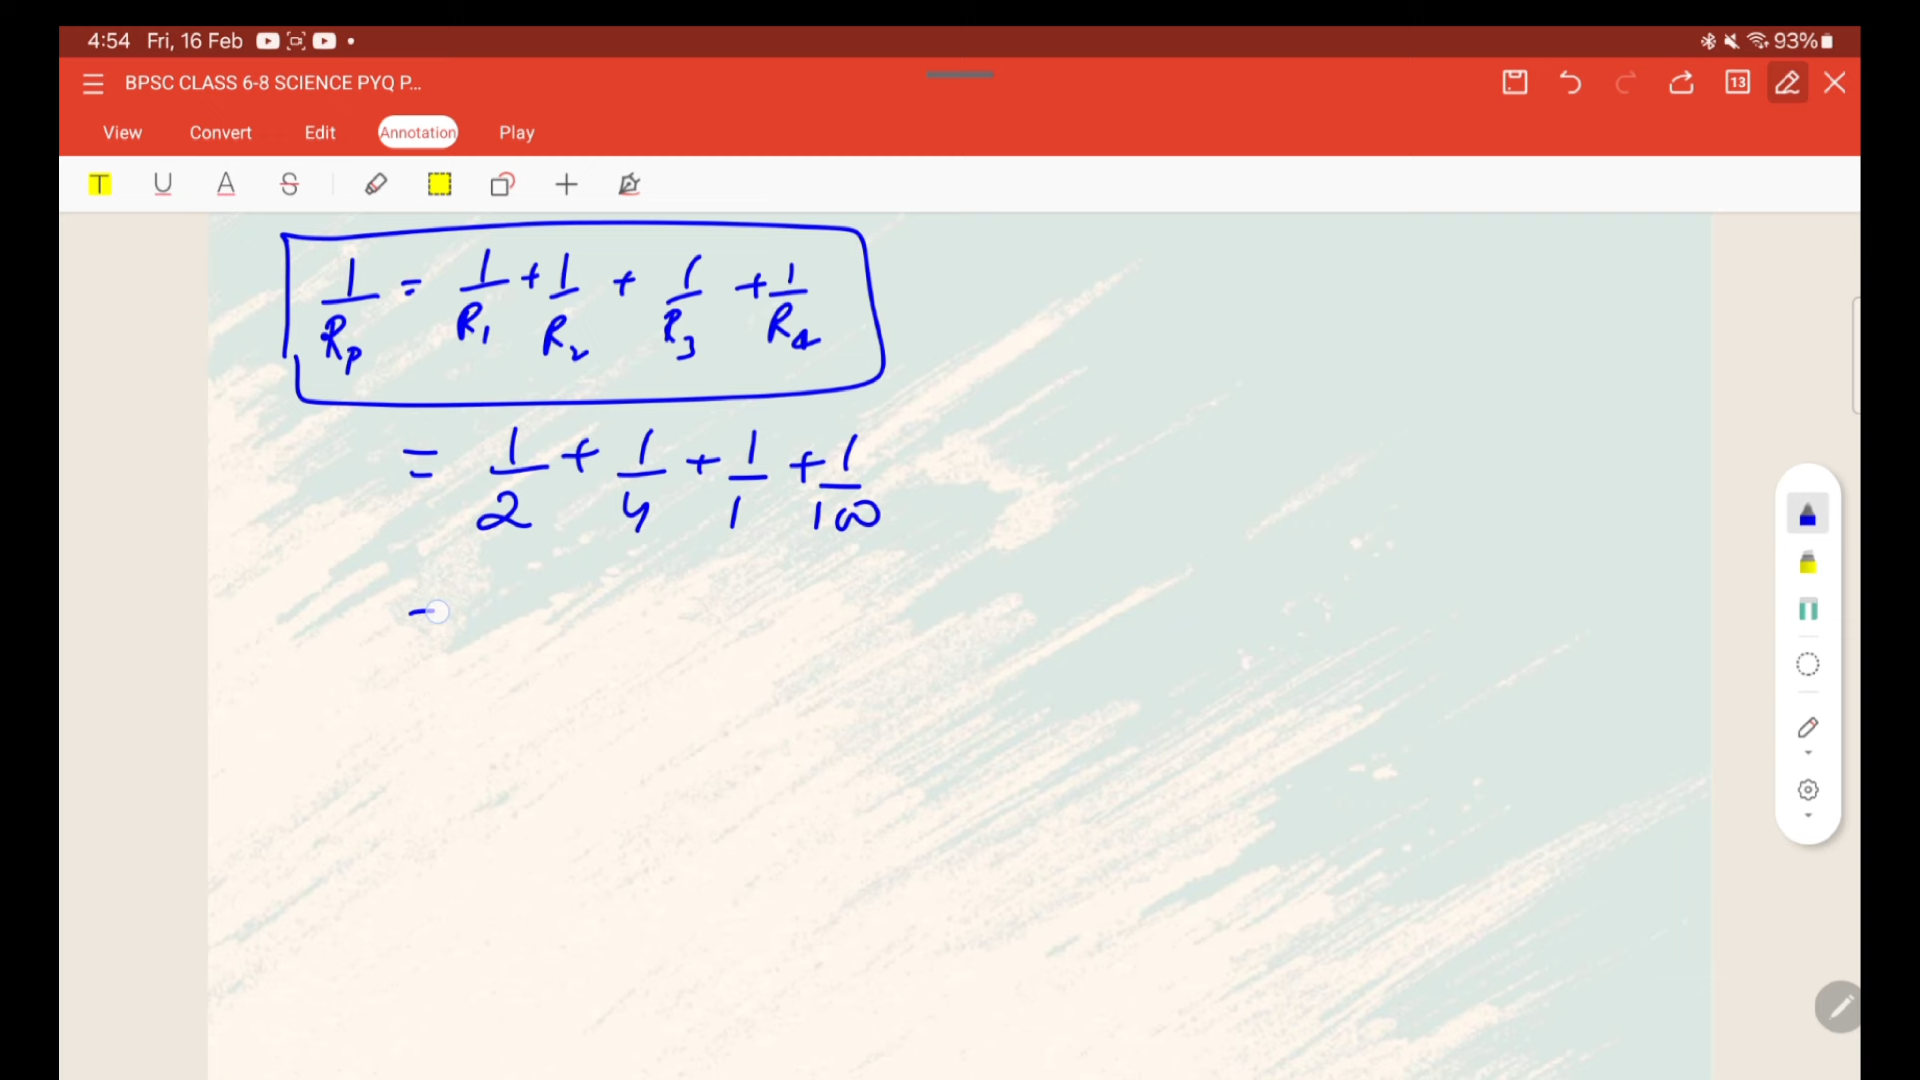 4:54 Fri, 16 Feb 93%
BPSC CLASS 6-8 SCIENCE PYQ P... 13
View Convert Edit Annotation Play
T U A S
1/Rp = 1/R1 + 1/R2 + 1/R3 + 1/R4
= 1/2 + 1/4 + 1/1 + 1/100